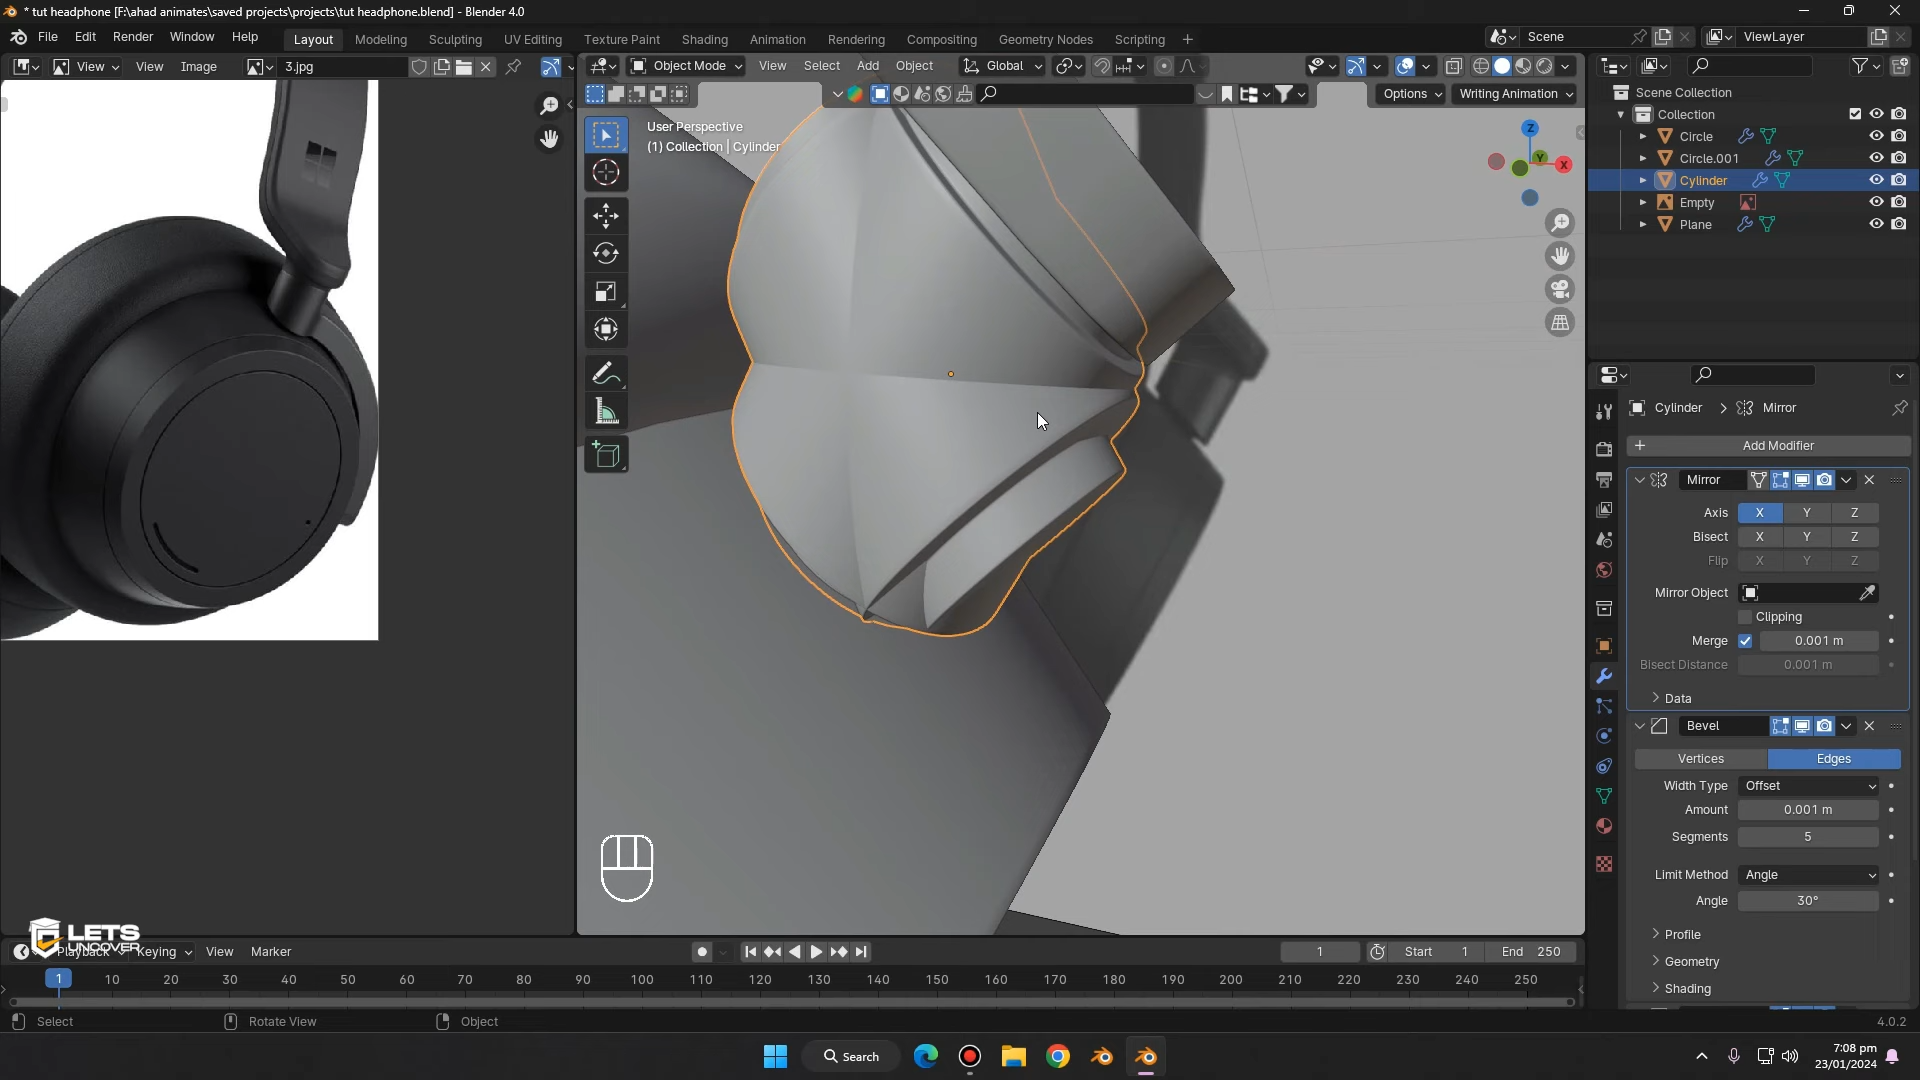 * tut headphone [F:\ahad animates\saved projects\projects\tut headphone.blend] - Blender 4.0
File Edit Render Window Help
Layout Modeling Sculpting UV Editing Texture Paint Shading Animation Rendering Compositing Geometry Nodes Scripting +
Scene
ViewLayer
View View Image 3.jpg
Object Mode View Select Add Object Global
Options Writing Animation
User Perspective
(1) Collection | Cylinder
Z
Y
X
Scene Collection
Collection
Circle
Circle.001
Cylinder
Empty
Plane
Cylinder > Mirror
+ Add Modifier
Mirror
Axis X Y Z
Bisect X Y Z
Flip X Y Z
Mirror Object
Clipping
Merge 0.001 m
Bisect Distance 0.001 m
Data
Bevel
Vertices Edges
Width Type Offset
Amount 0.001 m
Segments 5
Limit Method Angle
Angle 30°
Profile
Geometry
Shading
LETS
UNCOVER
Playback Keying View Marker
1 Start 1 End 250
1 10 20 30 40 50 60 70 80 90 100 110 120 130 140 150 160 170 180 190 200 210 220 230 240 250
Select Rotate View Object
4.0.2
Search
7:08 pm
23/01/2024